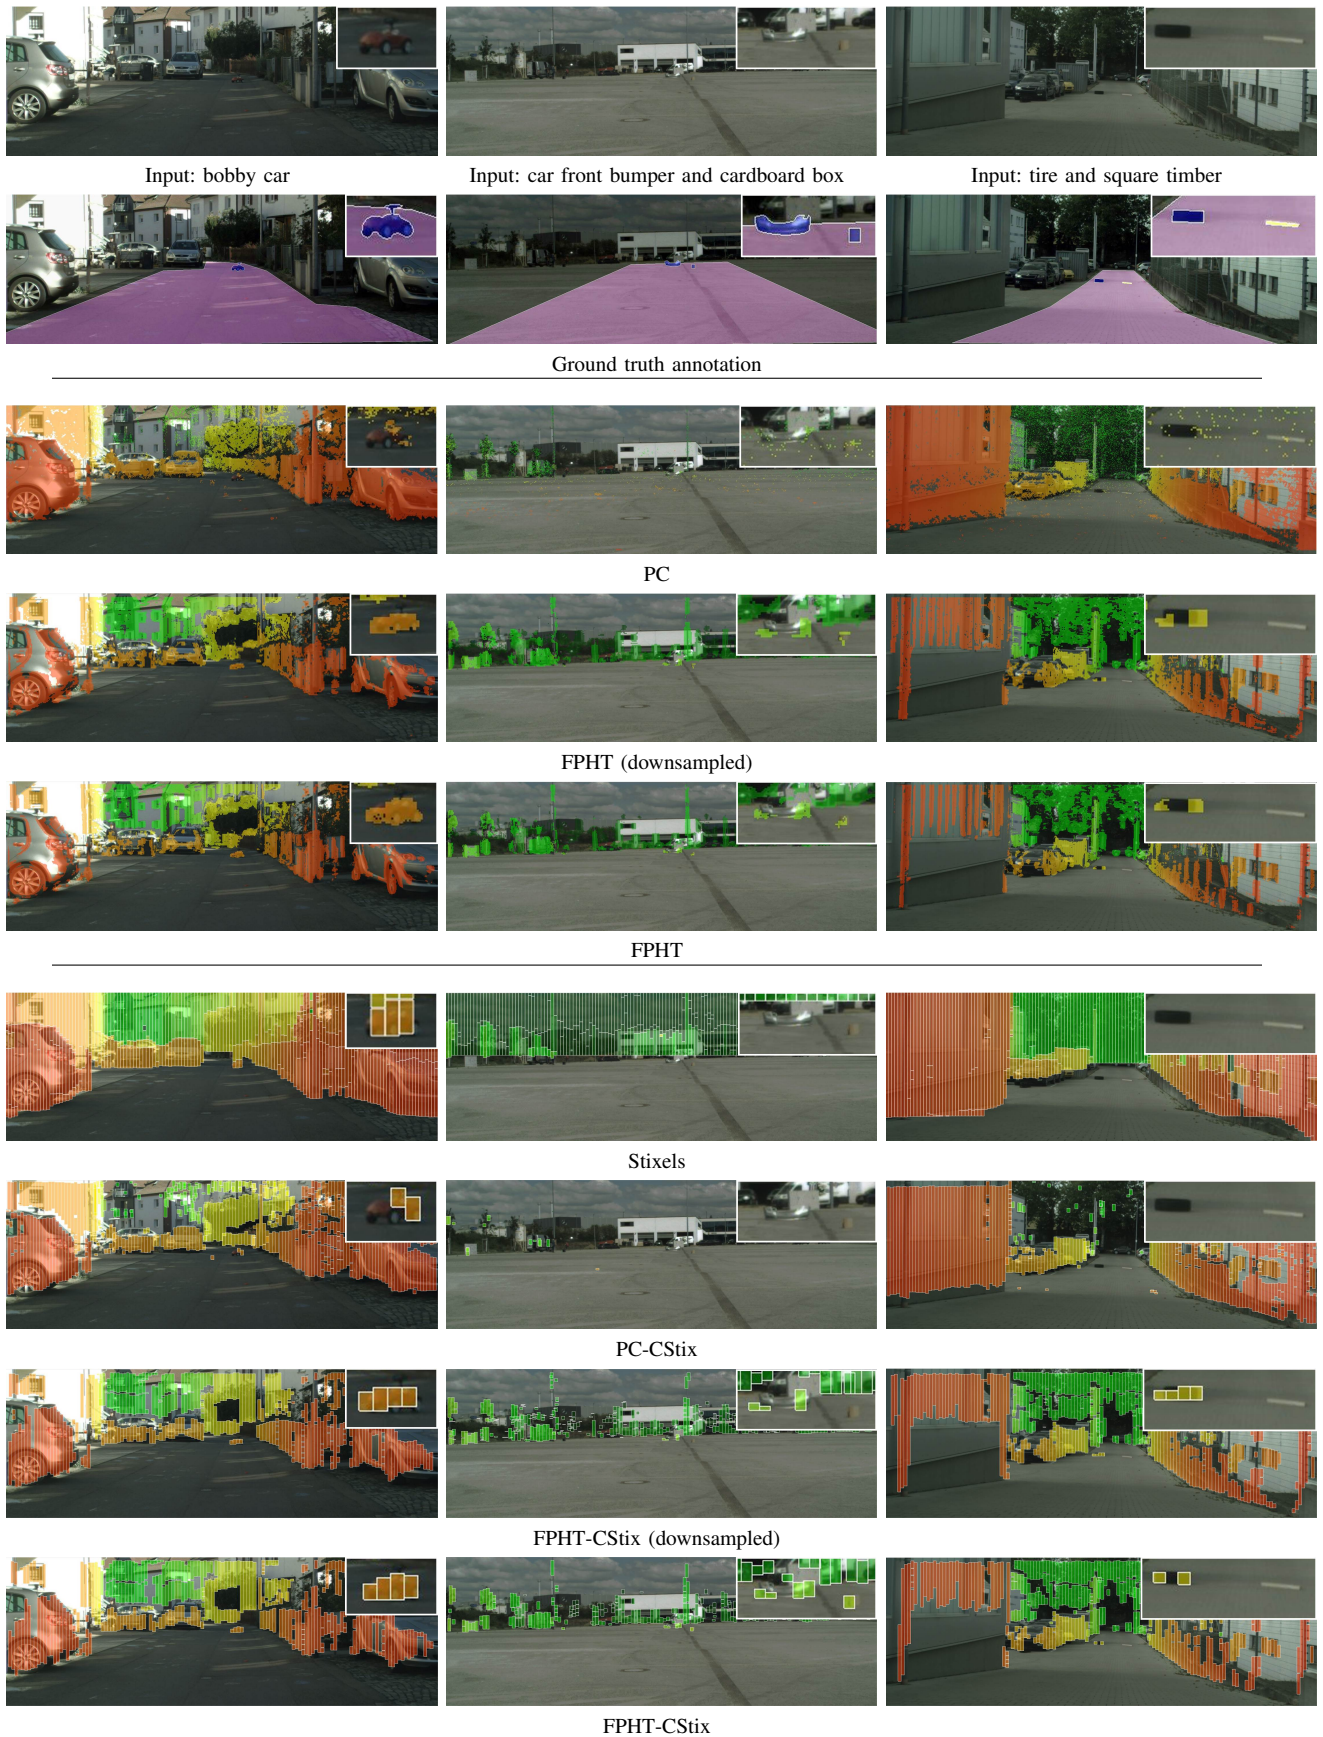 Input: bobby car
Input: car front bumper and cardboard box
Input: tire and square timber
Ground truth annotation
PC
FPHT (downsampled)
FPHT
Stixels
PC-CStix
FPHT-CStix (downsampled)
FPHT-CStix